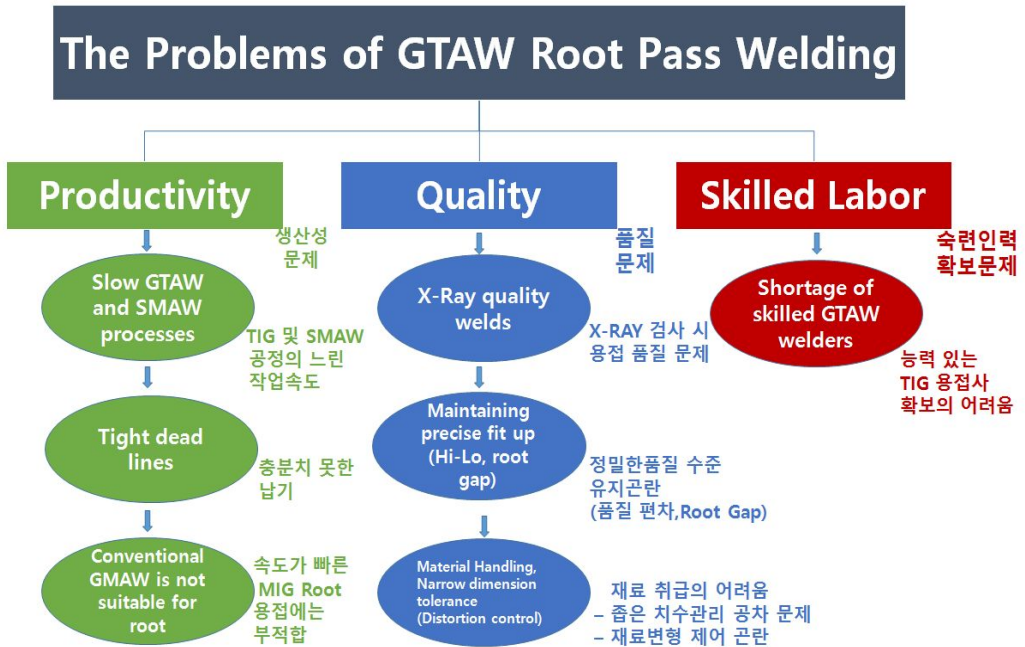 The Problems of GTAW Root Pass Welding
Productivity
생산성
문제
Slow GTAW
and SMAW
processes
TIG 및 SMAW
공정의 느린
작업속도
Tight dead
lines
충분치 못한
납기
Conventional
GMAW is not
suitable for
root
속도가 빠른
MIG Root
용접에는
부적합
Quality
품질
문제
X-Ray quality
welds
X-RAY 검사 시
용접 품질 문제
Maintaining
precise fit up
(Hi-Lo, root
gap)
정밀한품질 수준
유지곤란
(품질 편차,Root Gap)
Material Handling,
Narrow dimension
tolerance
(Distortion control)
재료 취급의 어려움
– 좁은 치수관리 공차 문제
– 재료변형 제어 곤란
Skilled Labor
숙련인력
확보문제
Shortage of
skilled GTAW
welders
능력 있는
TIG 용접사
확보의 어려움